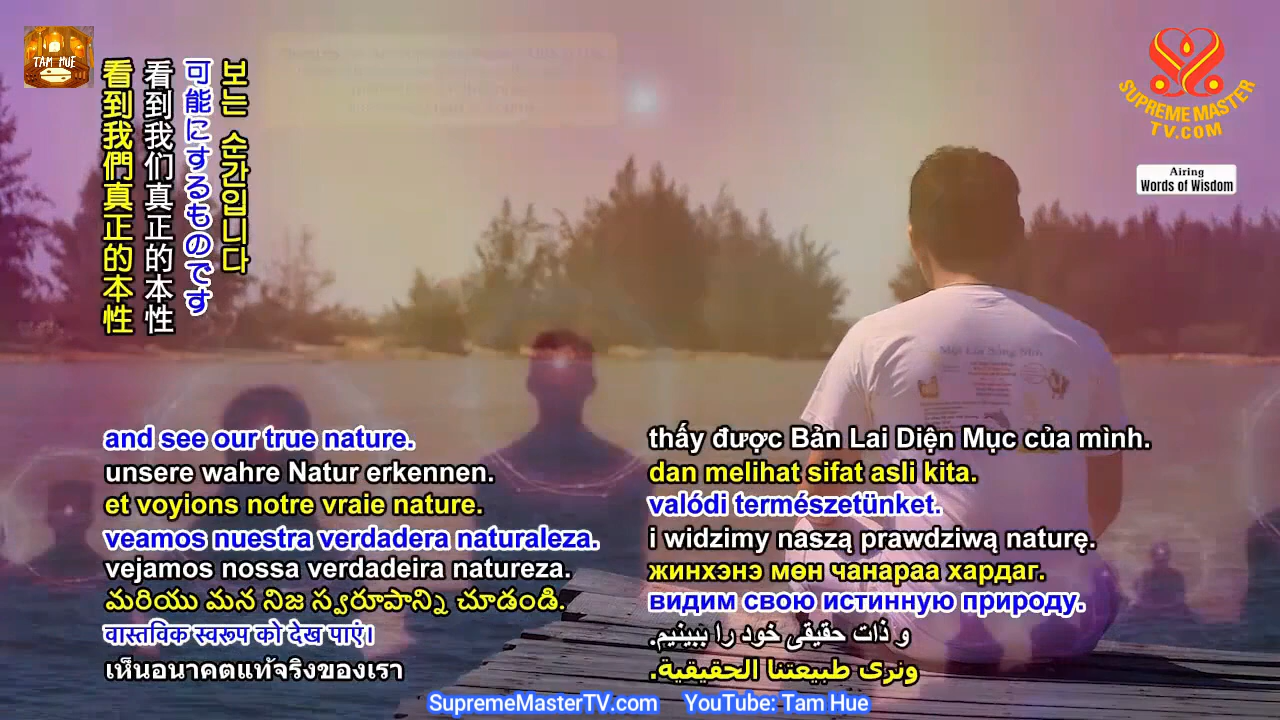 TAM HUE
看到我們真正的本性
看到我们真正的本性
可能にするものです
보는 순간입니다
SUPREME MASTER
TV.COM
Airing
Words of Wisdom
and see our true nature.
unsere wahre Natur erkennen.
et voyions notre vraie nature.
veamos nuestra verdadera naturaleza.
vejamos nossa verdadeira natureza.
మరియు మన నిజ స్వరూపాన్ని చూడండి.
वास्तविक स्वरूप को देख पाएं।
เห็นอนาคตแท้จริงของเรา
thấy được Bản Lai Diện Mục của mình.
dan melihat sifat asli kita.
valódi természetünket.
i widzimy naszą prawdziwą naturę.
жинхэнэ мөн чанараа хардаг.
видим свою истинную природу.
و ذات حقیقی خود را ببینیم.
ونرى طبيعتنا الحقيقية.
SupremeMasterTV.com YouTube: Tam Hue